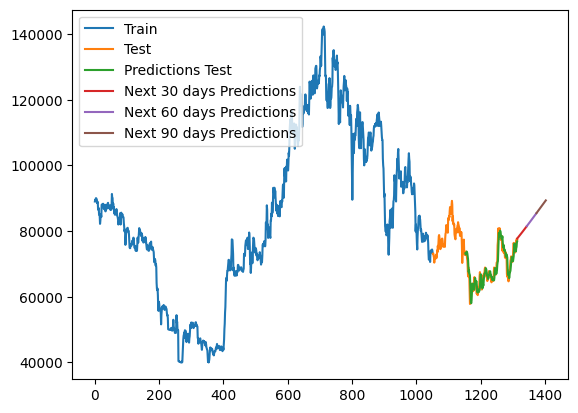 140000
120000
100000
80000
60000
40000
Train
Test
Predictions Test
Next 30 days Predictions
Next 60 days Predictions
Next 90 days Predictions
0 200 400 600 800 1000 1200 1400